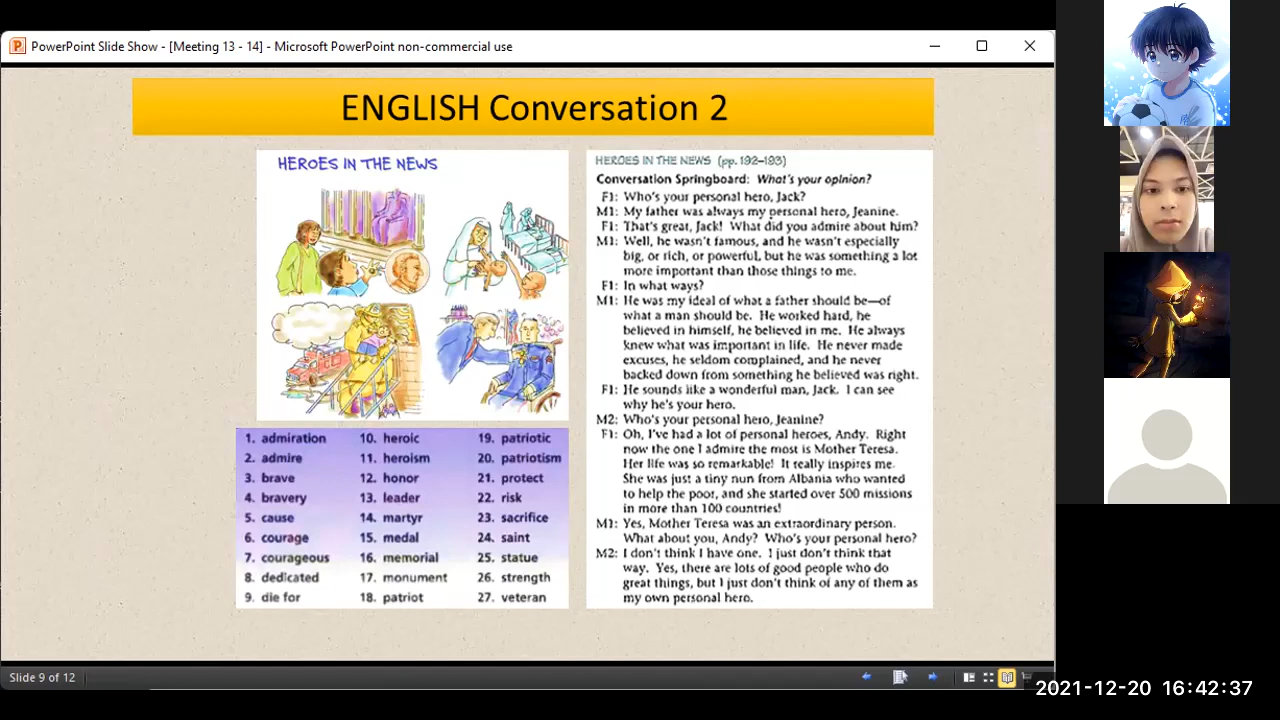 PowerPoint Slide Show - [Meeting 13 - 14] - Microsoft PowerPoint non-commercial use
ENGLISH Conversation 2
HEROES IN THE NEWS
1. admiration
2. admire
3. brave
4. bravery
5. cause
6. courage
7. courageous
8. dedicated
9. die for
10. heroic
11. heroism
12. honor
13. leader
14. martyr
15. medal
16. memorial
17. monument
18. patriot
19. patriotic
20. patriotism
21. protect
22. risk
23. sacrifice
24. saint
25. statue
26. strength
27. veteran
HEROES IN THE NEWS (pp. 192-193)
Conversation Springboard: What's your opinion?
F1: Who's your personal hero, Jack?
M1: My father was always my personal hero, Jeanine.
F1: That's great, Jack! What did you admire about him?
M1: Well, he wasn't famous, and he wasn't especially
big, or rich, or powerful, but he was something a lot
more important than those things to me.
F1: In what ways?
M1: He was my ideal of what a father should be—of
what a man should be. He worked hard, he
believed in himself, he believed in me. He always
knew what was important in life. He never made
excuses, he seldom complained, and he never
backed down from something he believed was right.
F1: He sounds like a wonderful man, Jack. I can see
why he's your hero.
M2: Who's your personal hero, Jeanine?
F1: Oh, I've had a lot of personal heroes, Andy. Right
now the one I admire the most is Mother Teresa.
Her life was so remarkable! It really inspires me.
She was just a tiny nun from Albania who wanted
to help the poor, and she started over 500 missions
in more than 100 countries!
M1: Yes, Mother Teresa was an extraordinary person.
What about you, Andy? Who's your personal hero?
M2: I don't think I have one. I just don't think that
way. Yes, there are lots of good people who do
great things, but I just don't think of any of them as
my own personal hero.
Slide 9 of 12
2021-12-20 16:42:37